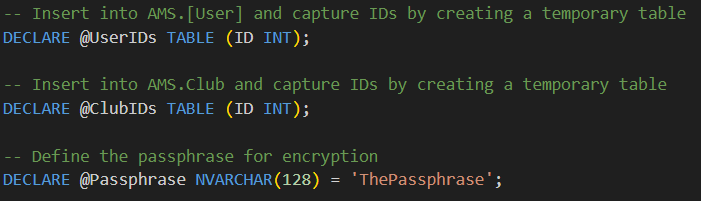 -- Insert into AMS.[User] and capture IDs by creating a temporary table
DECLARE @UserIDs TABLE (ID INT);
-- Insert into AMS.Club and capture IDs by creating a temporary table
DECLARE @ClubIDs TABLE (ID INT);
-- Define the passphrase for encryption
DECLARE @Passphrase NVARCHAR(128) = 'ThePassphrase';